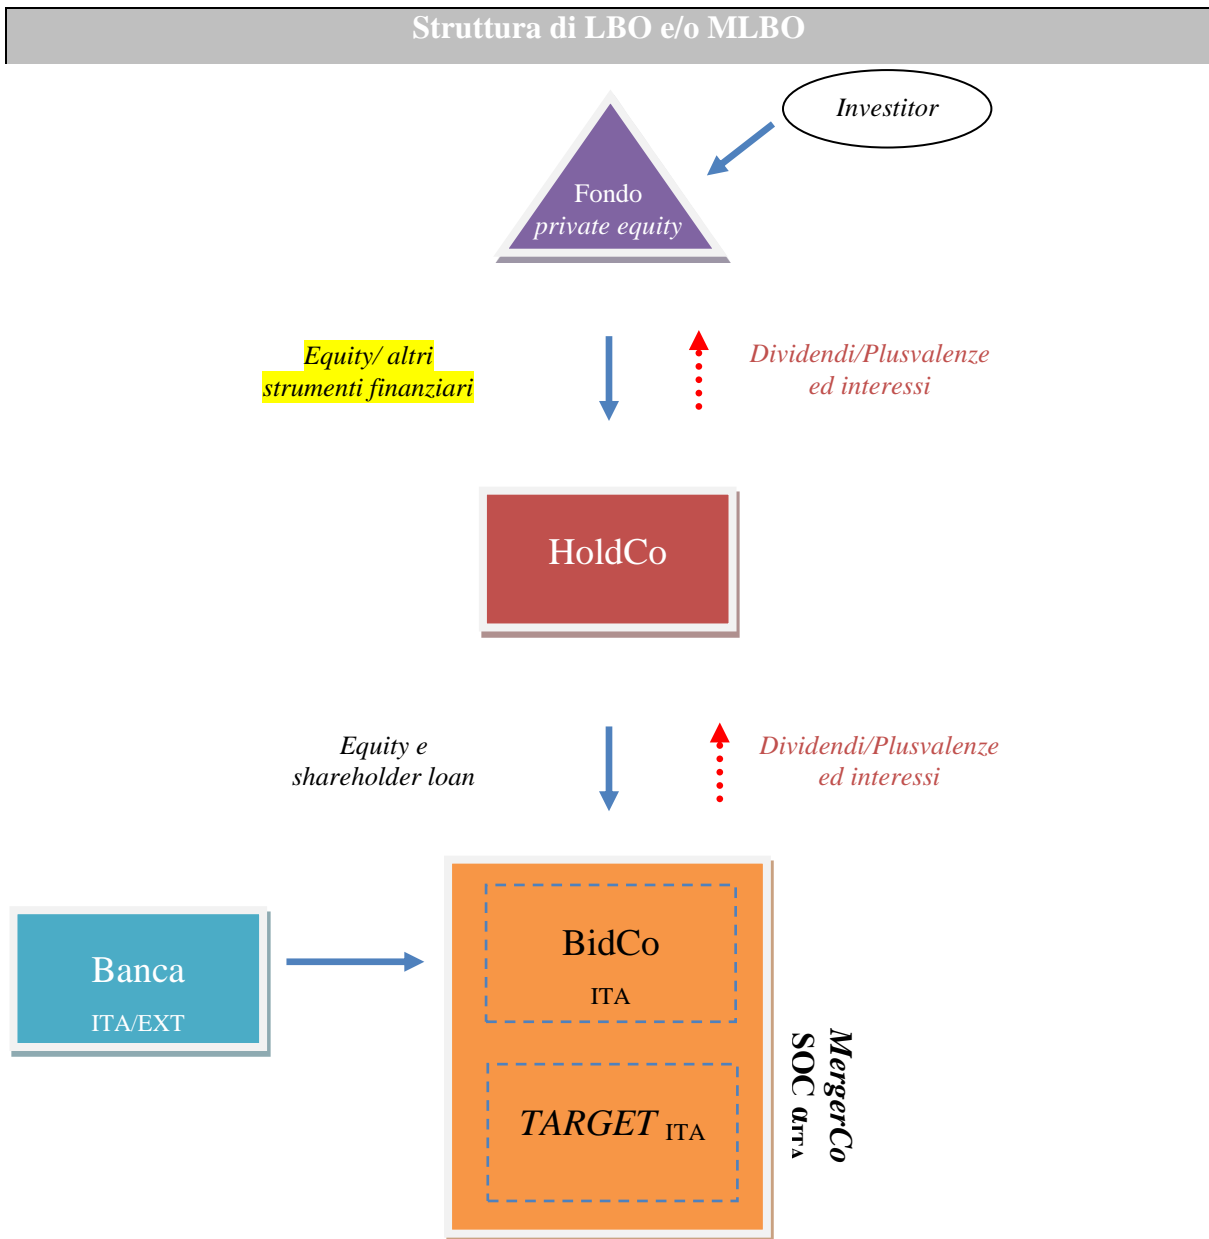 Struttura di LBO e/o MLBO
Investitor
Fondo
private equity
Equity/ altri
strumenti finanziari
Dividendi/Plusvalenze
ed interessi
HoldCo
Equity e
shareholder loan
Dividendi/Plusvalenze
ed interessi
Banca
ITA/EXT
BidCo
ITA
TARGET ITA
MergerCo
SOC αITA